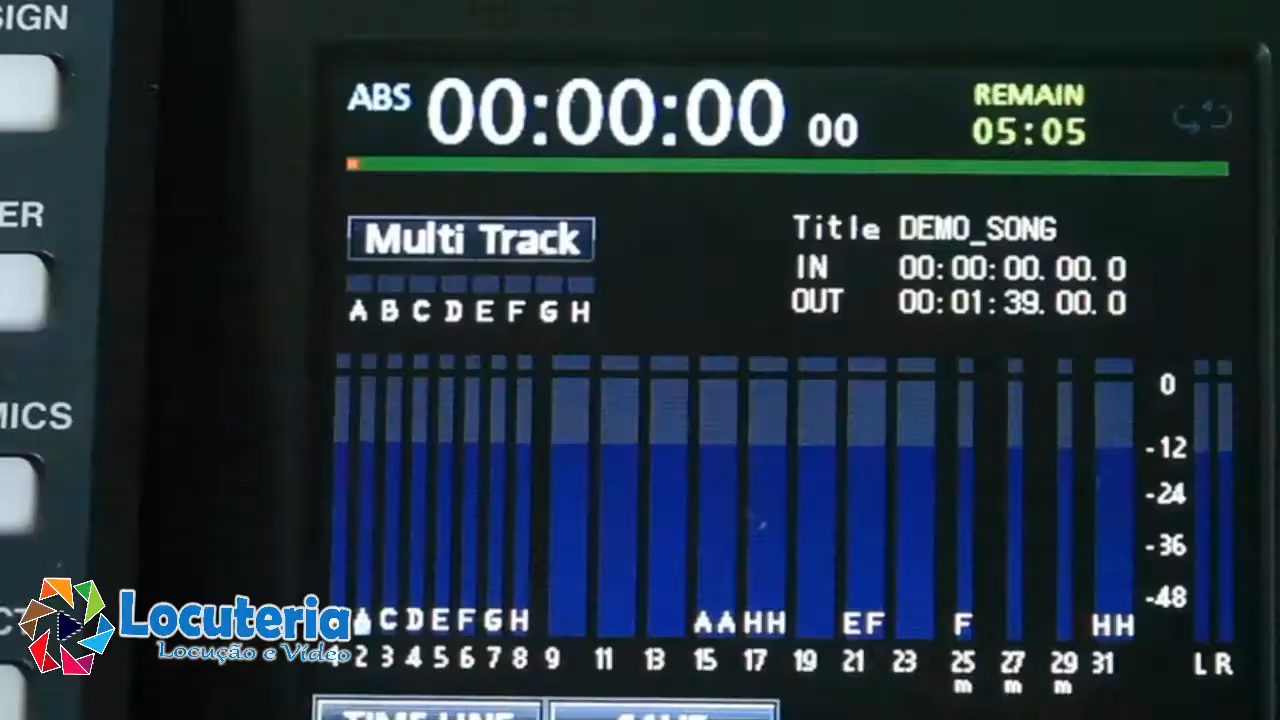 SIGN
ABS 00:00:00 00
REMAIN
05:05
ER
Multi Track
Title DEMO_SONG
IN 00:00:00.00.0
OUT 00:01:39.00.0
A B C D E F G H
MICS
0
-12
-24
-36
-48
A C D E F G H A A H H E F F H H
2 3 4 5 6 7 8 9 11 13 15 17 19 21 23 25 27 29 31 L R
m m m
Locuteria
Locução e Vídeo
TIME LINE